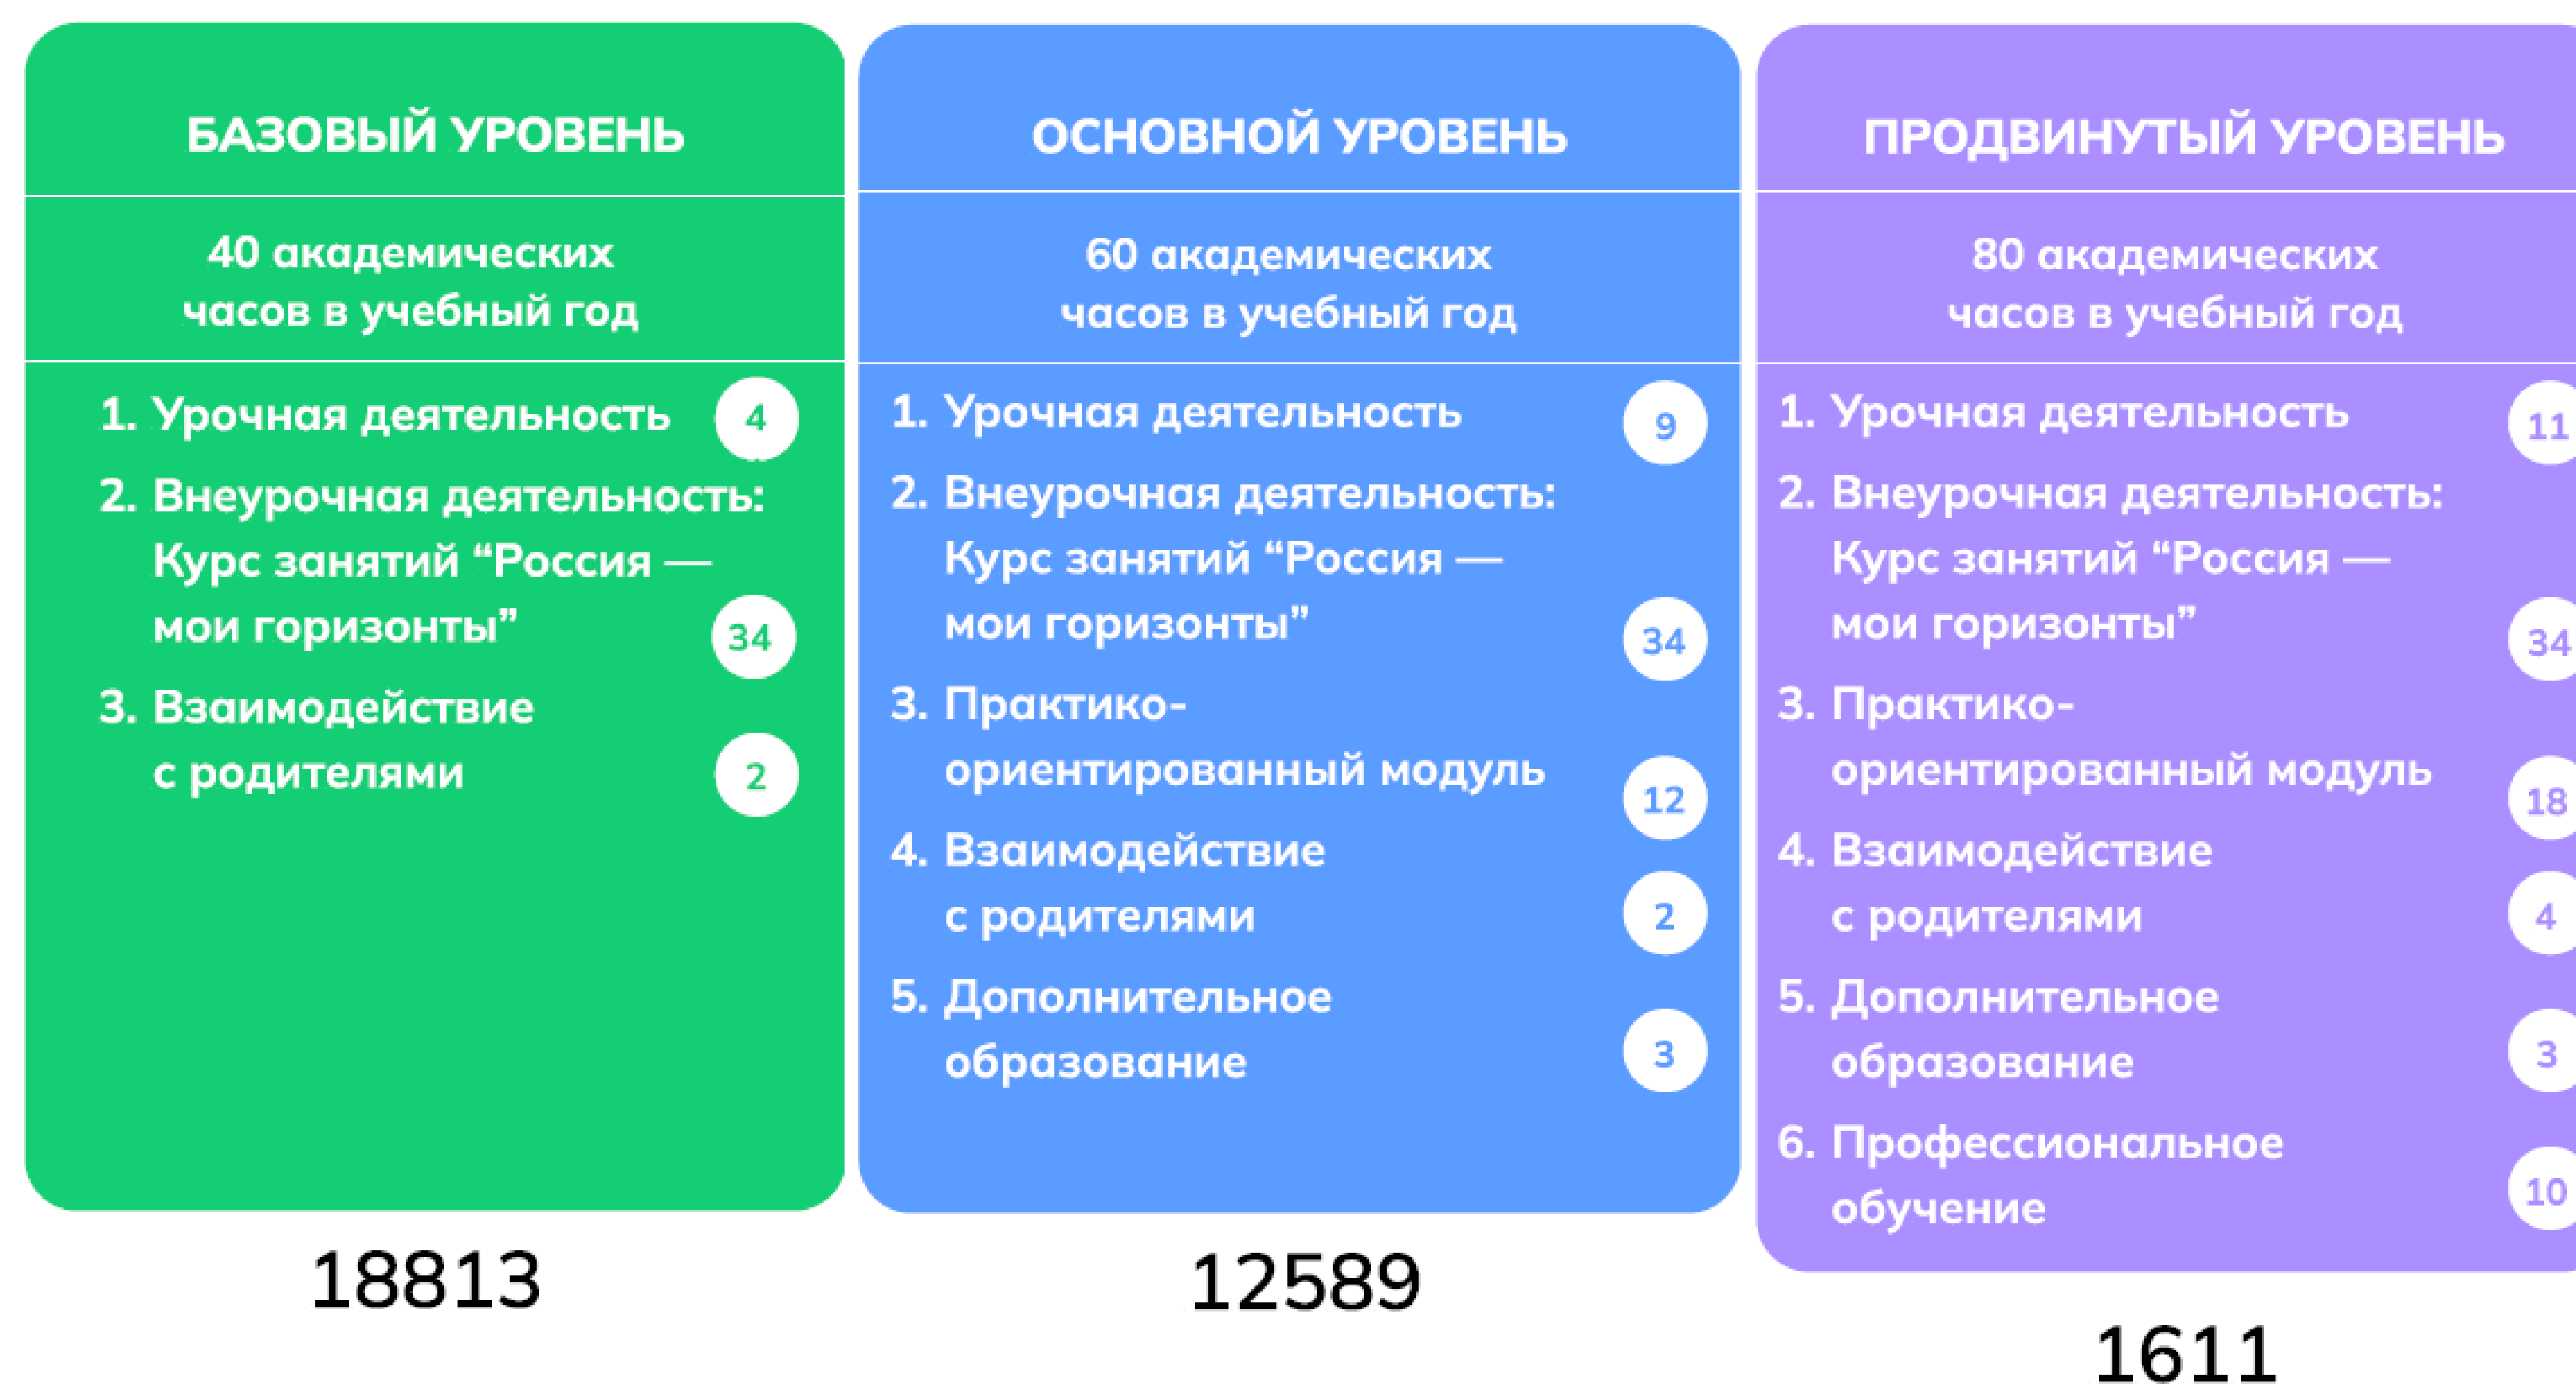 БАЗОВЫЙ УРОВЕНЬ
40 академических
часов в учебный год
1. Урочная деятельность 4
2. Внеурочная деятельность:
Курс занятий “Россия —
мои горизонты” 34
3. Взаимодействие
с родителями 2
18813
ОСНОВНОЙ УРОВЕНЬ
60 академических
часов в учебный год
1. Урочная деятельность 9
2. Внеурочная деятельность:
Курс занятий “Россия —
мои горизонты” 34
3. Практико-
ориентированный модуль 12
4. Взаимодействие
с родителями 2
5. Дополнительное
образование 3
12589
ПРОДВИНУТЫЙ УРОВЕНЬ
80 академических
часов в учебный год
1. Урочная деятельность 11
2. Внеурочная деятельность:
Курс занятий “Россия —
мои горизонты” 34
3. Практико-
ориентированный модуль 18
4. Взаимодействие
с родителями 4
5. Дополнительное
образование 3
6. Профессиональное
обучение 10
1611